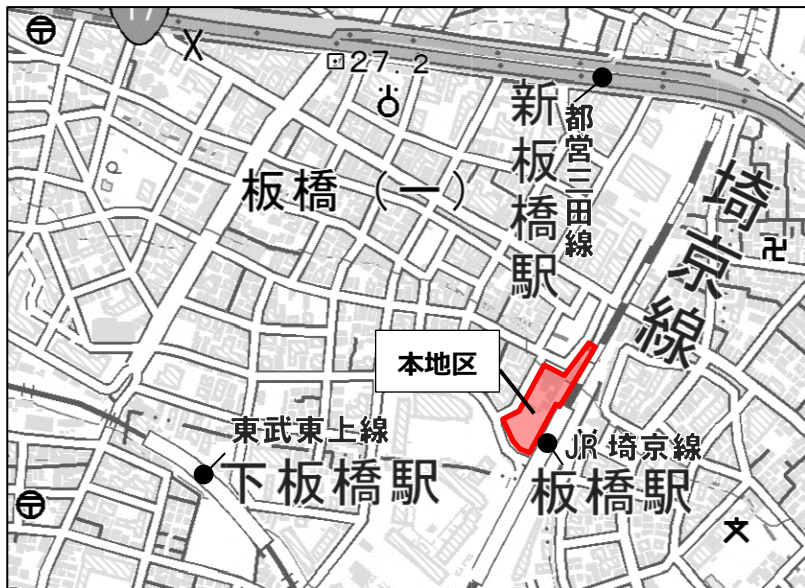 17
27.2
新板橋駅
都営三田線
板橋(一)
埼京線
本地区
東武東上線
下板橋駅
JR 埼京線
板橋駅